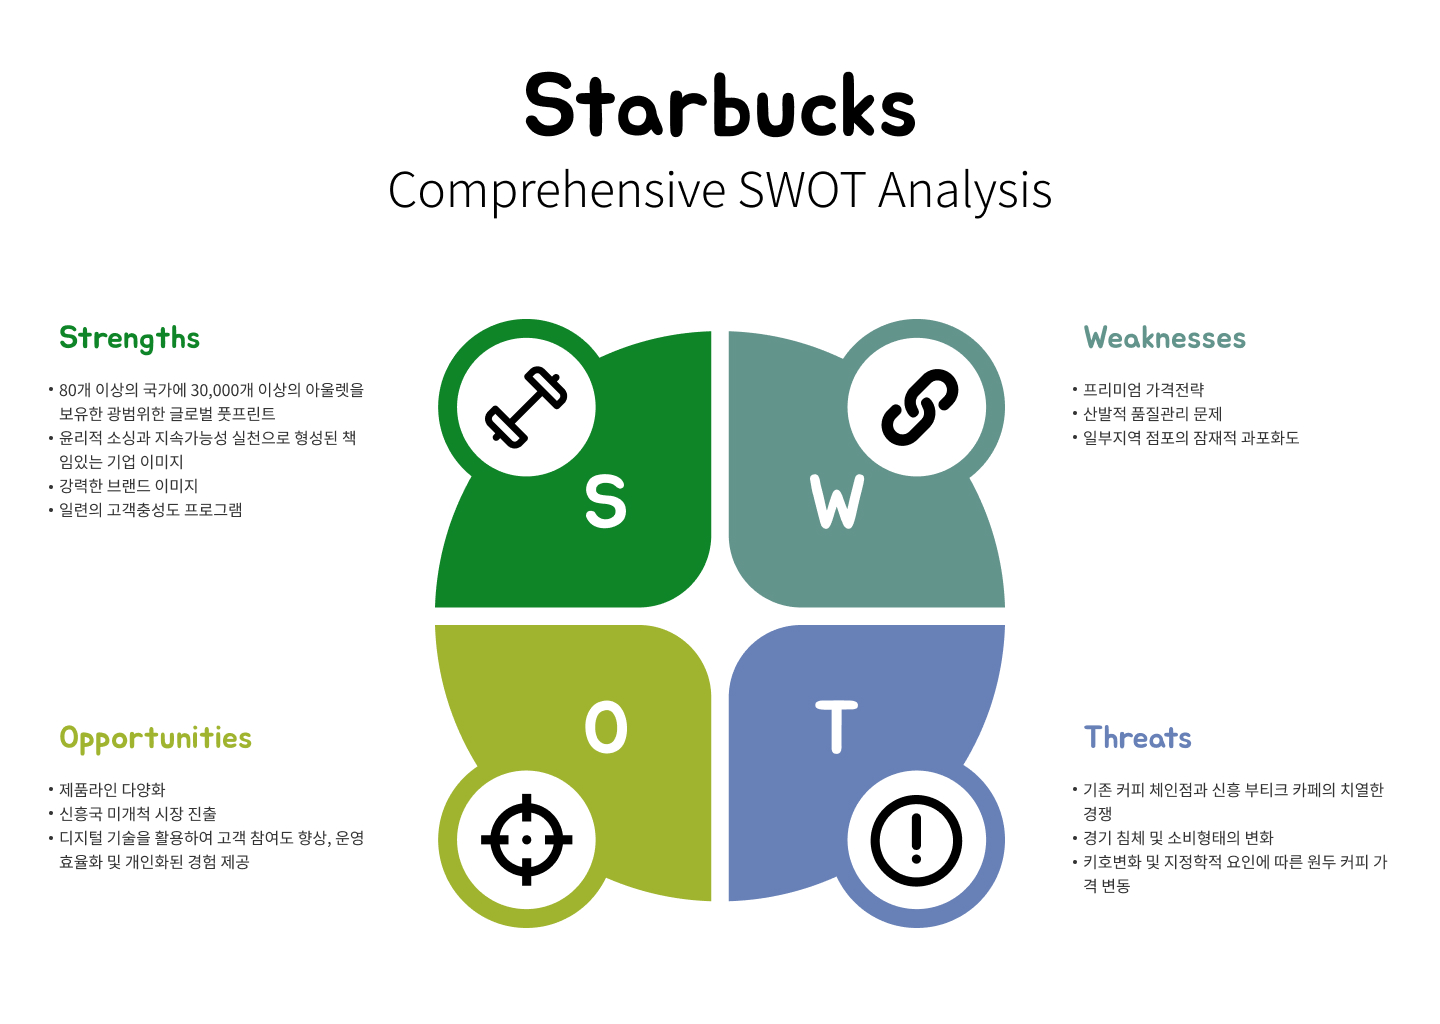 Starbucks
Comprehensive SWOT Analysis
Strengths
• 80개 이상의 국가에 30,000개 이상의 아울렛을
보유한 광범위한 글로벌 풋프린트
• 윤리적 소싱과 지속가능성 실천으로 형성된 책
임있는 기업 이미지
• 강력한 브랜드 이미지
• 일련의 고객충성도 프로그램
Weaknesses
• 프리미엄 가격전략
• 산발적 품질관리 문제
• 일부지역 점포의 잠재적 과포화도
S
W
O
T
Opportunities
• 제품라인 다양화
• 신흥국 미개척 시장 진출
• 디지털 기술을 활용하여 고객 참여도 향상, 운영
효율화 및 개인화된 경험 제공
Threats
• 기존 커피 체인점과 신흥 부티크 카페의 치열한
경쟁
• 경기 침체 및 소비형태의 변화
• 키호변화 및 지정학적 요인에 따른 원두 커피 가
격 변동